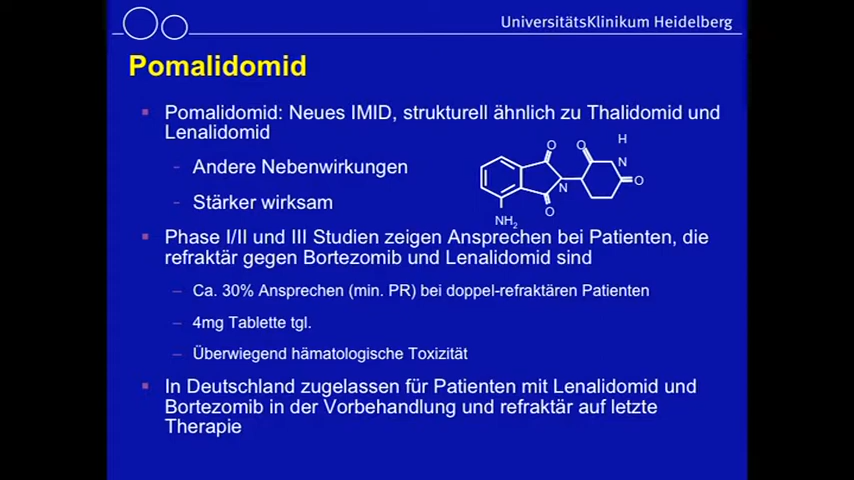 UniversitätsKlinikum Heidelberg
Pomalidomid
Pomalidomid: Neues IMID, strukturell ähnlich zu Thalidomid und
Lenalidomid
- Andere Nebenwirkungen
- Stärker wirksam
O
O
H
N
O
N
O
NH2
Phase I/II und III Studien zeigen Ansprechen bei Patienten, die
refraktär gegen Bortezomib und Lenalidomid sind
– Ca. 30% Ansprechen (min. PR) bei doppel-refraktären Patienten
– 4mg Tablette tgl.
– Überwiegend hämatologische Toxizität
In Deutschland zugelassen für Patienten mit Lenalidomid und
Bortezomib in der Vorbehandlung und refraktär auf letzte
Therapie